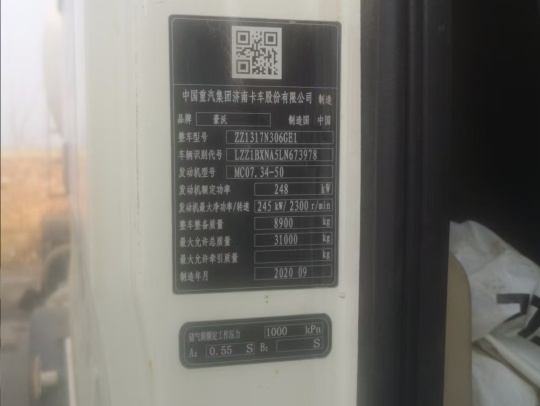 中国重汽集团济南卡车股份有限公司 制造
品牌 豪沃 制造国 中国
整车型号 ZZ1317N306GE1
车辆识别代号 LZZ1BXNA5LN673978
发动机型号 MC07.34-50
发动机额定功率 248 kW
发动机最大净功率/转速 245 kW/ 2300 r/min
整车整备质量 8900 kg
最大允许总质量 31000 kg
最大允许牵引质量 kg
制造年月 2020 09
储气筒额定工作压力 1000 kPa
A: 0.55 S B: S